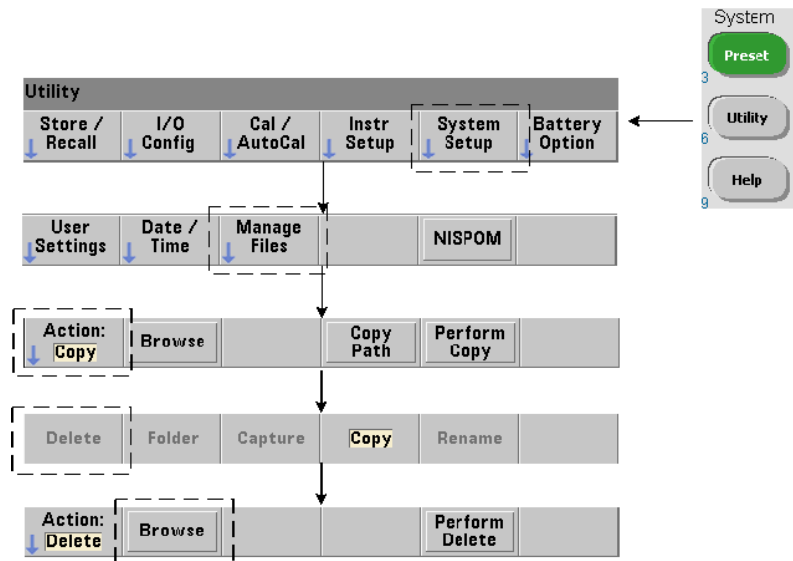 System
Preset
3
Utility
6
Help
9
Utility
Store / Recall
I/O Config
Cal / AutoCal
Instr Setup
System Setup
Battery Option
User Settings
Date / Time
Manage Files
NISPOM
Action: Copy
Browse
Copy Path
Perform Copy
Delete
Folder
Capture
Copy
Rename
Action: Delete
Browse
Perform Delete